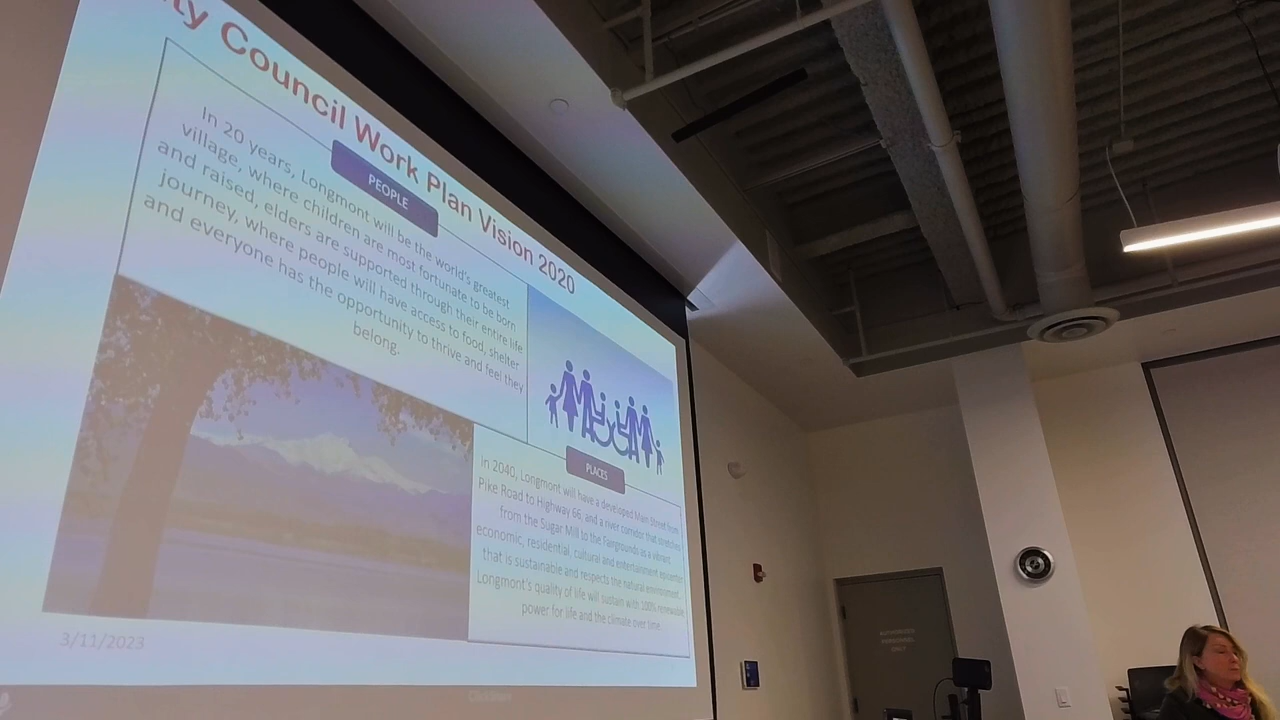 ty Council Work Plan Vision 2020
PEOPLE
In 20 years, Longmont will be the world's greatest
village, where children are most fortunate to be born
and raised, elders are supported through their entire life
journey, where people will have access to food, shelter
and everyone has the opportunity to thrive and feel they
belong.
PLACES
in 2040, Longmont will have a developed Main Street from
Pike Road to Highway 66, and a river corridor that stretches
from the Sugar Mill to the Fairgrounds as a vibrant
economic, residential, cultural and entertainment epicenter
that is sustainable and respects the natural environment.
Longmont's quality of life will sustain with 100% renewable
power for life and the climate over time.
3/11/2023
AUTHORIZED
PERSONNEL
ONLY